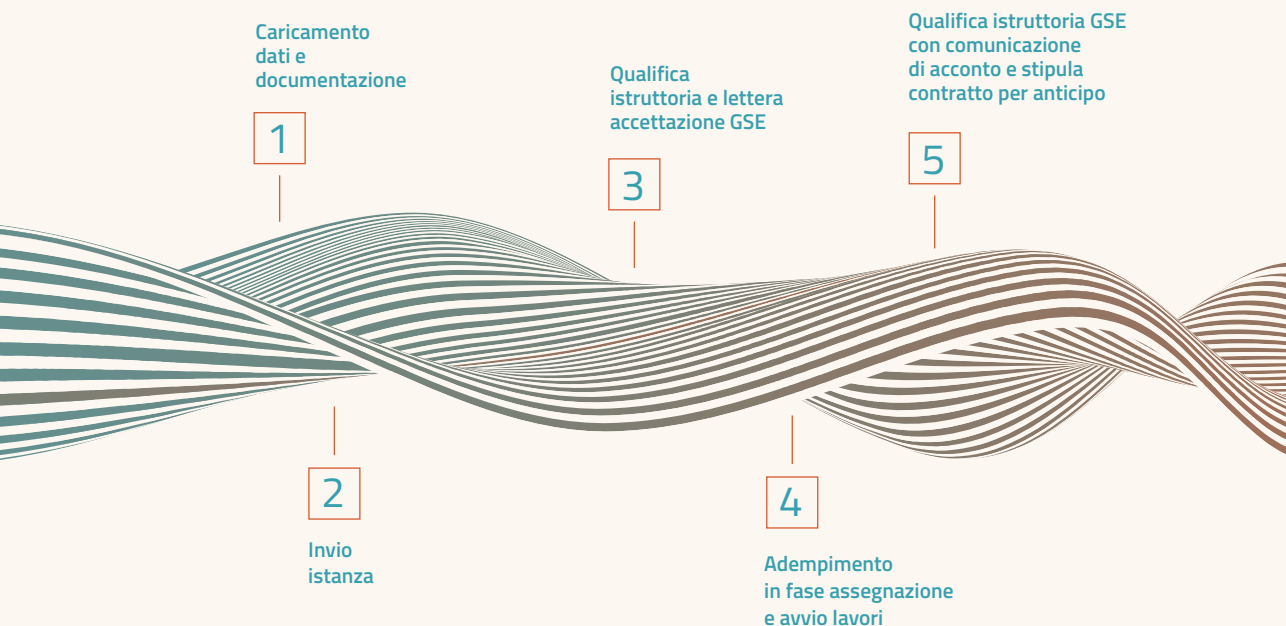 Caricamento
dati e
documentazione
1
2
Invio
istanza
Qualifica
istruttoria e lettera
accettazione GSE
3
4
Adempimento
in fase assegnazione
e avvio lavori
Qualifica istruttoria GSE
con comunicazione
di acconto e stipula
contratto per anticipo
5